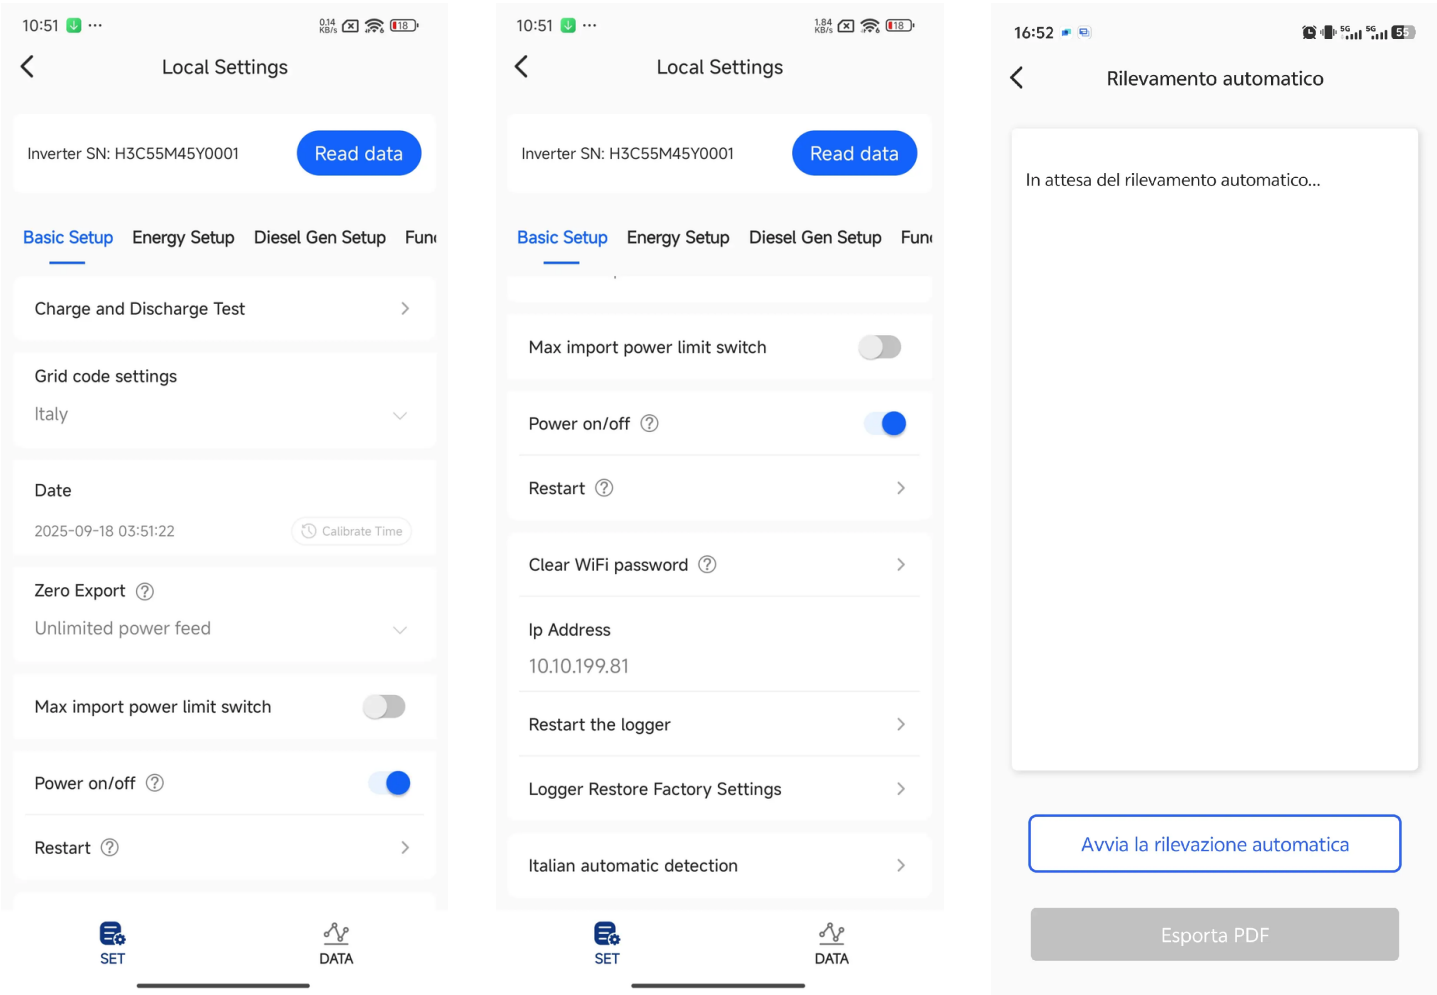 10:51 ... 0.14 KB/s 18
Local Settings
Inverter SN: H3C55M45Y0001 Read data
Basic Setup Energy Setup Diesel Gen Setup Func
Charge and Discharge Test
Grid code settings
Italy
Date
2025-09-18 03:51:22 Calibrate Time
Zero Export ?
Unlimited power feed
Max import power limit switch
Power on/off ?
Restart ?
SET DATA
10:51 ... 1.84 KB/s 18
Local Settings
Inverter SN: H3C55M45Y0001 Read data
Basic Setup Energy Setup Diesel Gen Setup Func
Max import power limit switch
Power on/off ?
Restart ?
Clear WiFi password ?
Ip Address
10.10.199.81
Restart the logger
Logger Restore Factory Settings
Italian automatic detection
SET DATA
16:52 5G 5G 55
Rilevamento automatico
In attesa del rilevamento automatico...
Avvia la rilevazione automatica
Esporta PDF